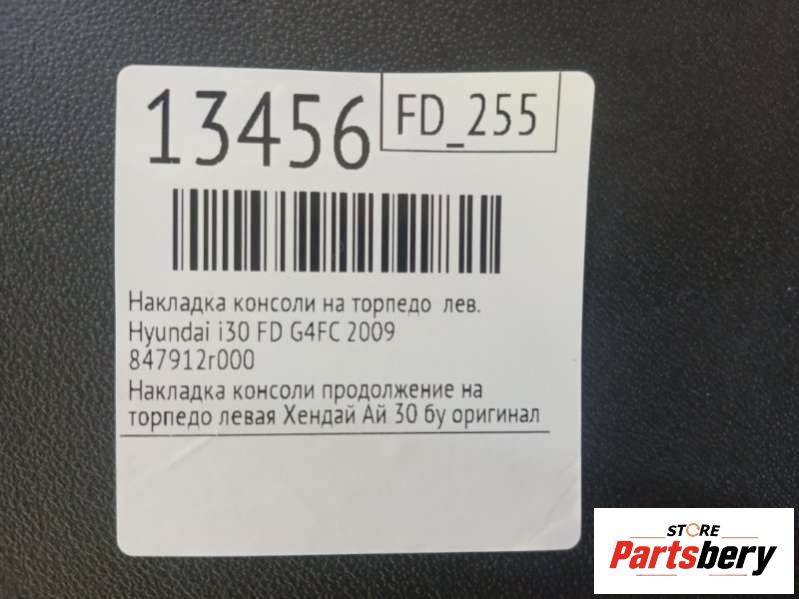 13456
FD_255
Накладка консоли на торпедо лев.
Hyundai i30 FD G4FC 2009
847912r000
Накладка консоли продолжение на
торпедо левая Хендай Ай 30 бу оригинал
STORE
Partsbery